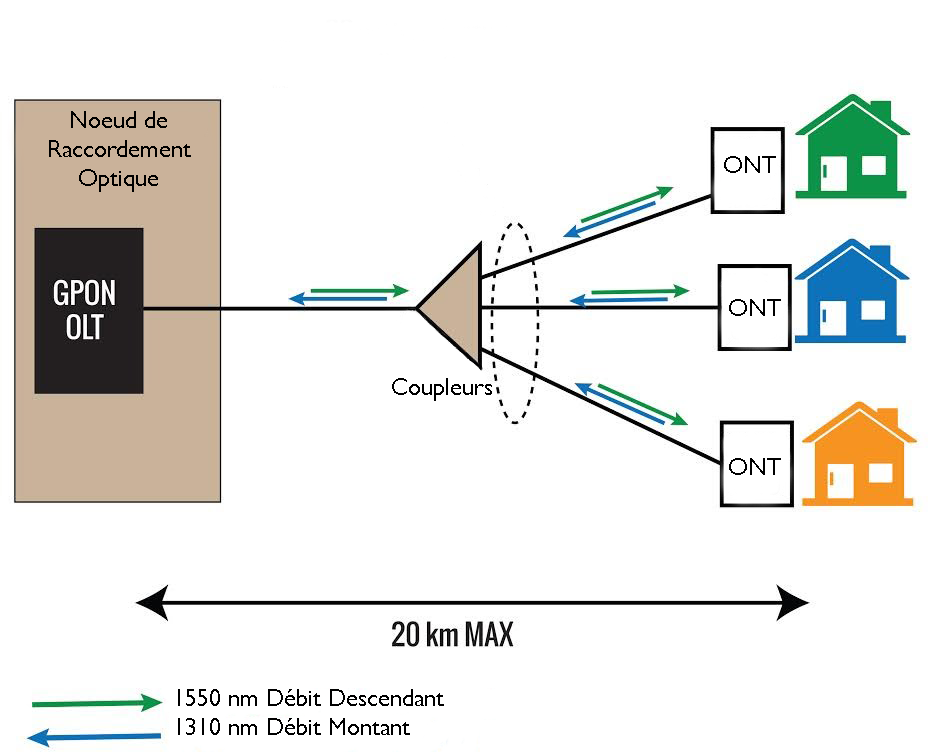 Noeud de
Raccordement
Optique
GPON
OLT
Coupleurs
ONT
ONT
ONT
20 km MAX
1550 nm Débit Descendant
1310 nm Débit Montant